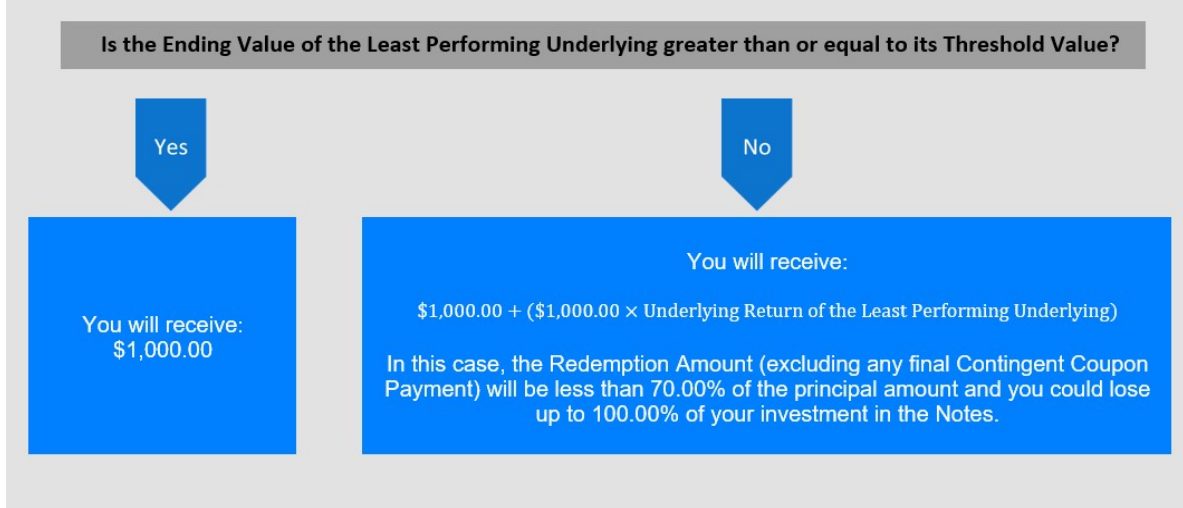 Is the Ending Value of the Least Performing Underlying greater than or equal to its Threshold Value?
Yes
No
You will receive:
$1,000.00
You will receive:
$1,000.00 + ($1,000.00 × Underlying Return of the Least Performing Underlying)
In this case, the Redemption Amount (excluding any final Contingent Coupon
Payment) will be less than 70.00% of the principal amount and you could lose
up to 100.00% of your investment in the Notes.